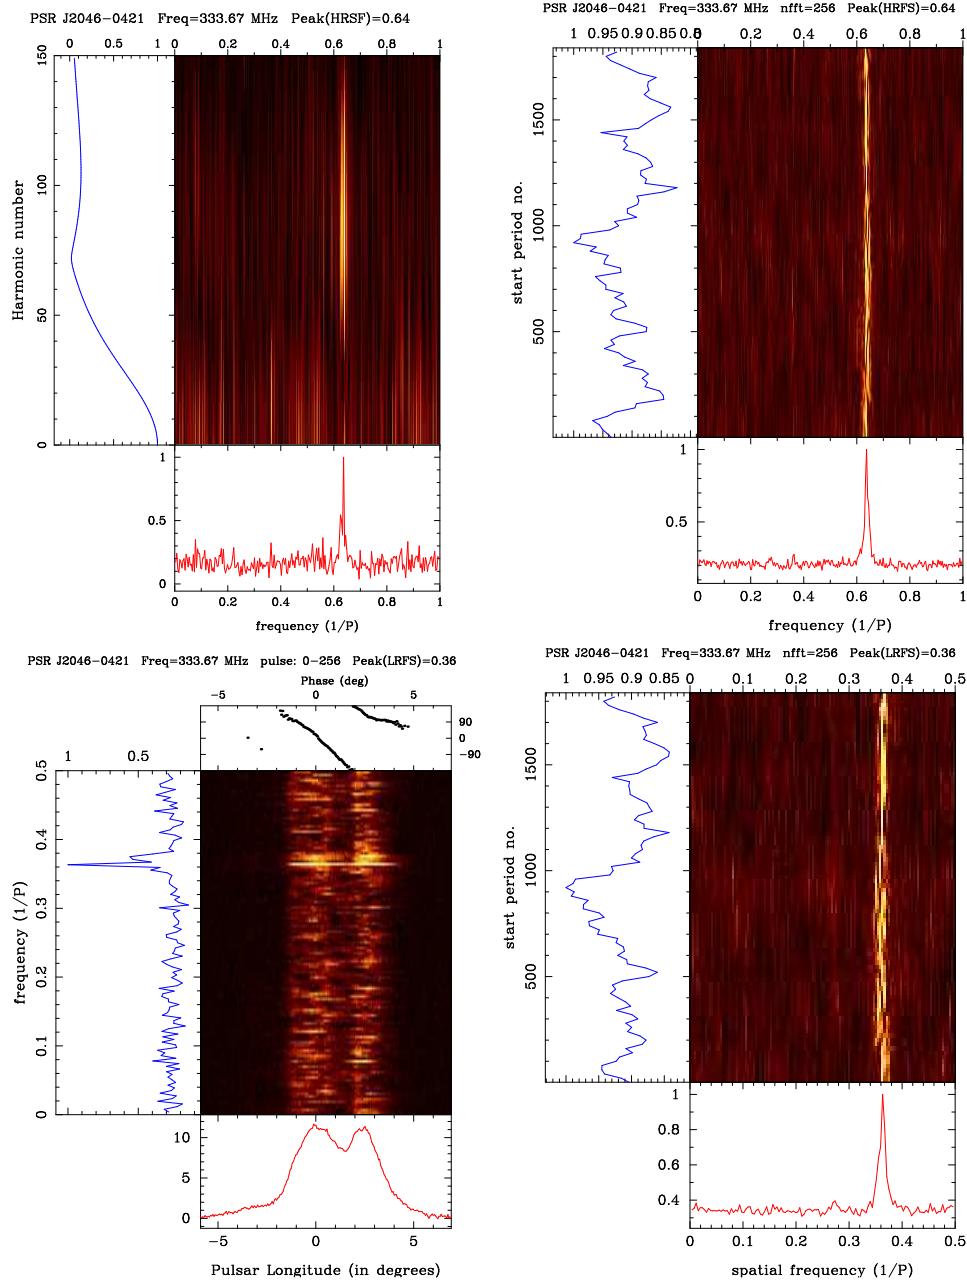 PSR J2046-0421 Freq=333.67 MHz Peak(HRSF)=0.64
0 0.5 1 0 0.2 0.4 0.6 0.8 1
Harmonic number
150
100
50
0
1
0.5
0
0 0.2 0.4 0.6 0.8 1
frequency (1/P)
PSR J2046-0421 Freq=333.67 MHz nfft=256 Peak(HRFS)=0.64
1 0.95 0.9 0.85 0.8 0 0.2 0.4 0.6 0.8 1
start period no.
1500
1000
500
1
0.5
0 0.2 0.4 0.6 0.8 1
frequency (1/P)
PSR J2046-0421 Freq=333.67 MHz pulse: 0-256 Peak(LRFS)=0.36
Phase (deg)
-5 0 5
90
0
-90
1 0.5
frequency (1/P)
0.5
0.4
0.3
0.2
0.1
0
10
5
0
-5 0 5
Pulsar Longitude (in degrees)
PSR J2046-0421 Freq=333.67 MHz nfft=256 Peak(LRFS)=0.36
1 0.95 0.9 0.85 0 0.1 0.2 0.3 0.4 0.5
start period no.
1500
1000
500
1
0.8
0.6
0.4
0 0.1 0.2 0.3 0.4 0.5
spatial frequency (1/P)